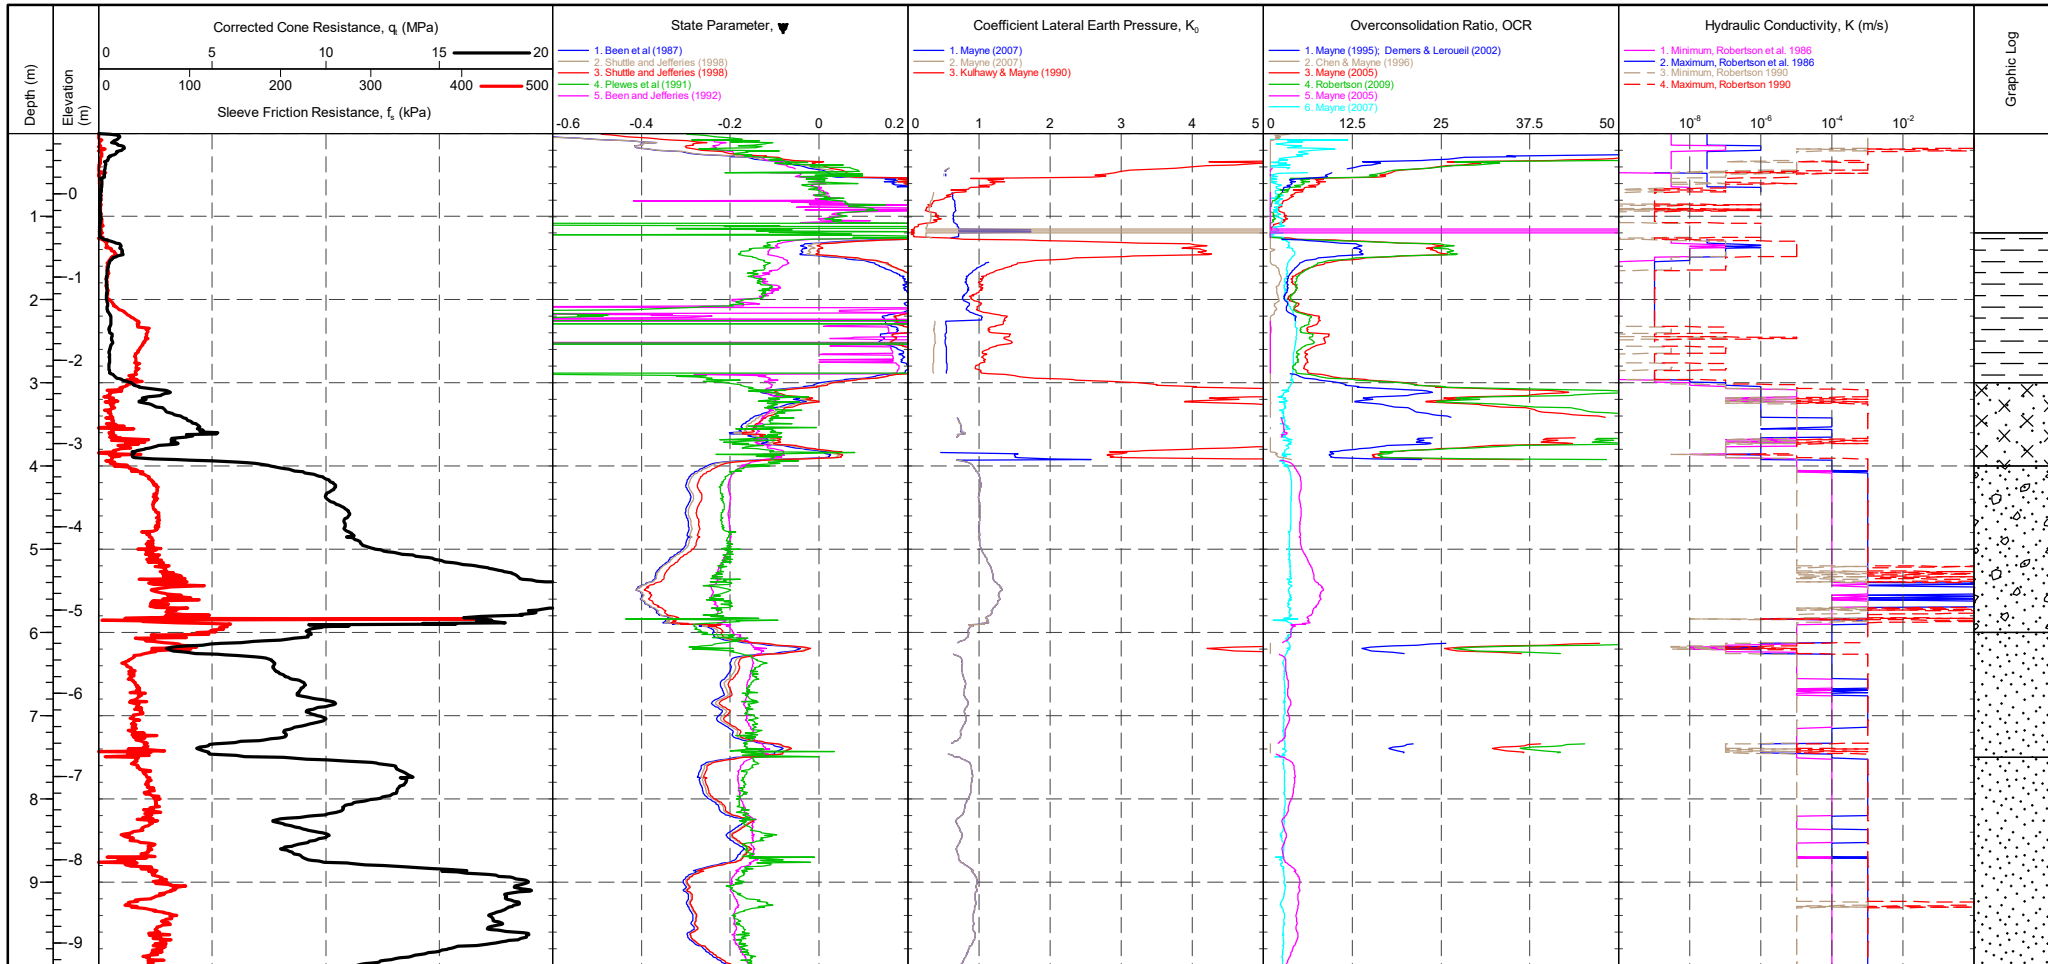 Depth (m)
Elevation (m)
Corrected Cone Resistance, qt (MPa)
0 5 10 15 20
0 100 200 300 400 500
Sleeve Friction Resistance, fs (kPa)
State Parameter, Ψ
1. Been et al (1987)
2. Shuttle and Jefferies (1998)
3. Shuttle and Jefferies (1998)
4. Plewes et al (1991)
5. Been and Jefferies (1992)
-0.6 -0.4 -0.2 0 0.2
Coefficient Lateral Earth Pressure, K0
1. Mayne (2007)
2. Mayne (2007)
3. Kulhawy & Mayne (1990)
0 1 2 3 4 5
Overconsolidation Ratio, OCR
1. Mayne (1995); Demers & Leroueil (2002)
2. Chen & Mayne (1996)
3. Mayne (2005)
4. Robertson (2009)
5. Mayne (2005)
6. Mayne (2007)
0 12.5 25 37.5 50
Hydraulic Conductivity, K (m/s)
1. Minimum, Robertson et al. 1986
2. Maximum, Robertson et al. 1986
3. Minimum, Robertson 1990
4. Maximum, Robertson 1990
10-8 10-6 10-4 10-2
Graphic Log
0
1
-1
2
-2
3
-3
4
-4
5
-5
6
-6
7
-7
8
-8
9
-9